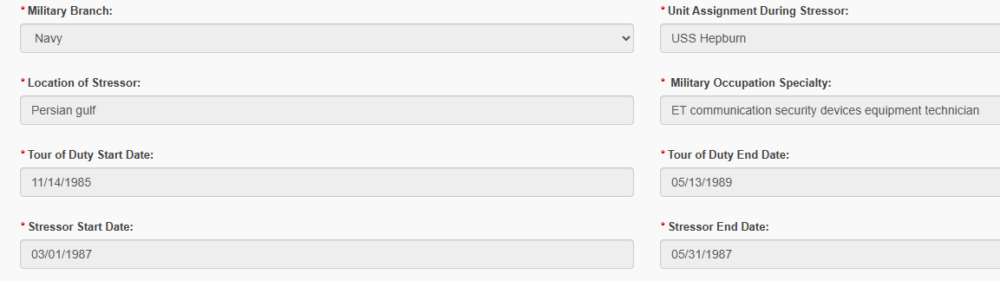 * Military Branch:
* Unit Assignment During Stressor:
Navy
USS Hepburn
* Location of Stressor:
* Military Occupation Specialty:
Persian gulf
ET communication security devices equipment technician
* Tour of Duty Start Date:
* Tour of Duty End Date:
11/14/1985
05/13/1989
* Stressor Start Date:
* Stressor End Date:
03/01/1987
05/31/1987